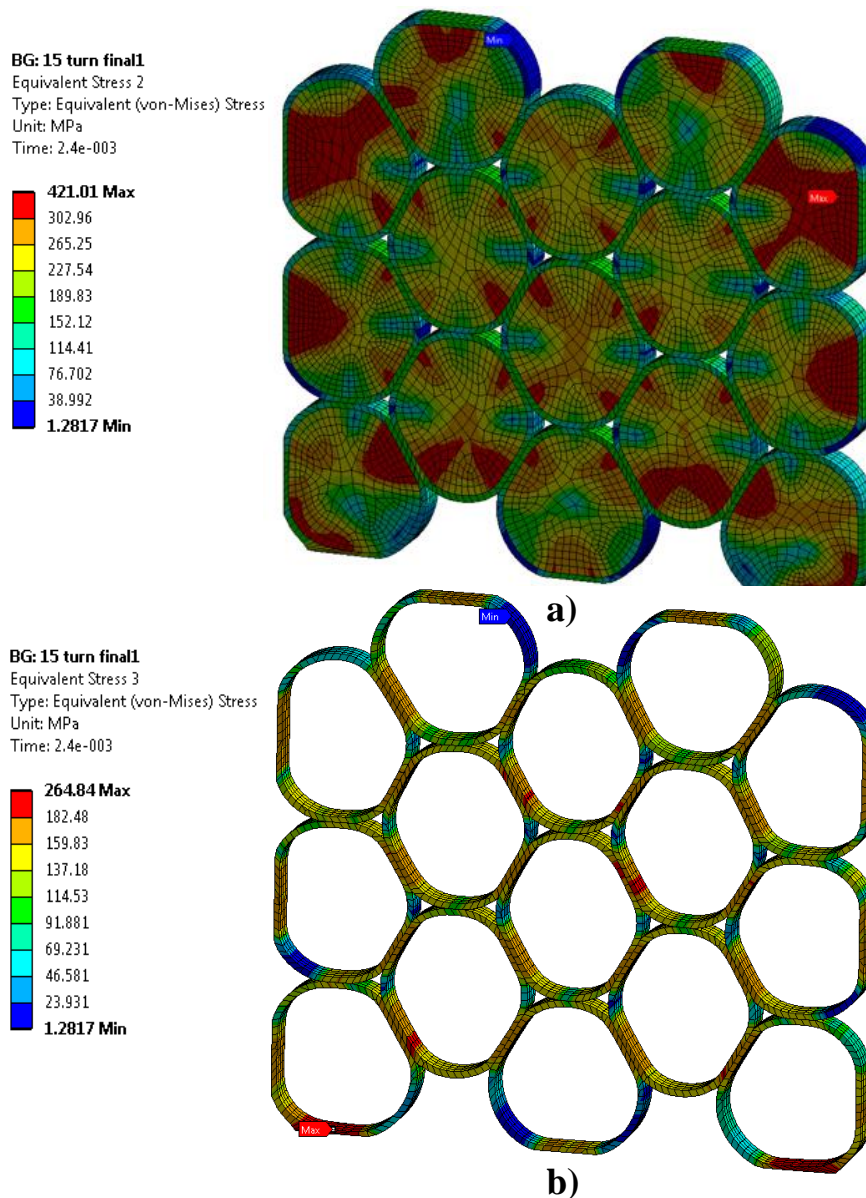 BG: 15 turn final1
Equivalent Stress 2
Type: Equivalent (von-Mises) Stress
Unit: MPa
Time: 2.4e-003
421.01 Max
302.96
265.25
227.54
189.83
152.12
114.41
76.702
38.992
1.2817 Min
Min
Max
a)
BG: 15 turn final1
Equivalent Stress 3
Type: Equivalent (von-Mises) Stress
Unit: MPa
Time: 2.4e-003
264.84 Max
182.48
159.83
137.18
114.53
91.881
69.231
46.581
23.931
1.2817 Min
Min
Max
b)